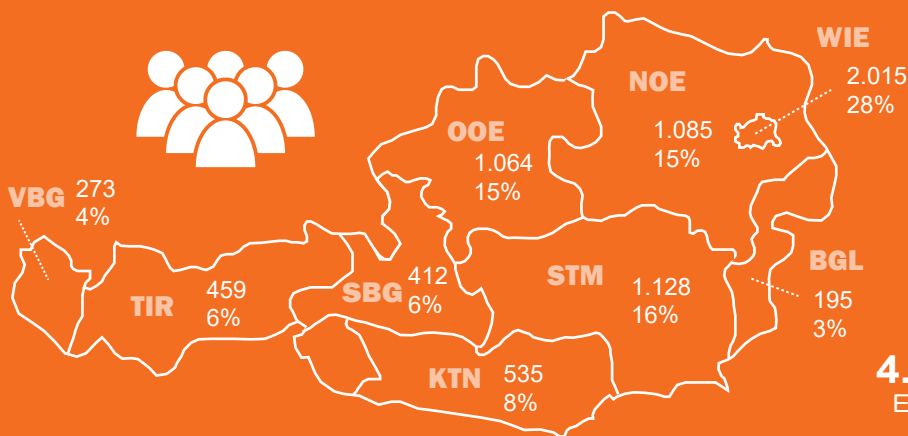 WIE
2.015
28%
NOE
1.085
15%
OOE
1.064
15%
VBG 273
4%
BGL
195
3%
STM
1.128
16%
SBG 412
6%
TIR
459
6%
KTN 535
8%
4.
E